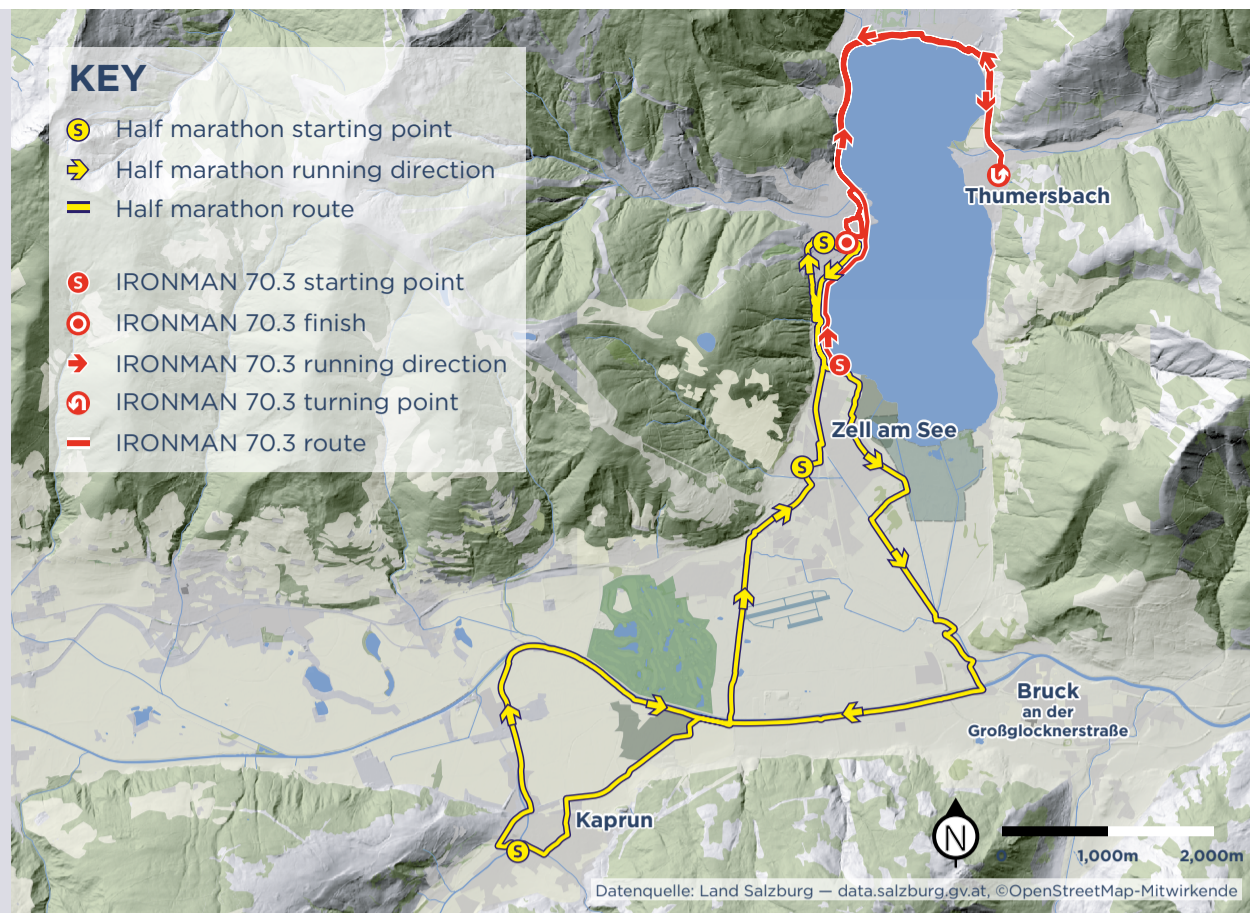 KEY
S Half marathon starting point
Half marathon running direction
Half marathon route
S IRONMAN 70.3 starting point
IRONMAN 70.3 finish
IRONMAN 70.3 running direction
IRONMAN 70.3 turning point
IRONMAN 70.3 route
Thumersbach
S
S
Zell am See
S
Bruck
an der
Großglocknerstraße
Kaprun
S
N
0 1,000m 2,000m
Datenquelle: Land Salzburg — data.salzburg.gv.at, ©OpenStreetMap-Mitwirkende